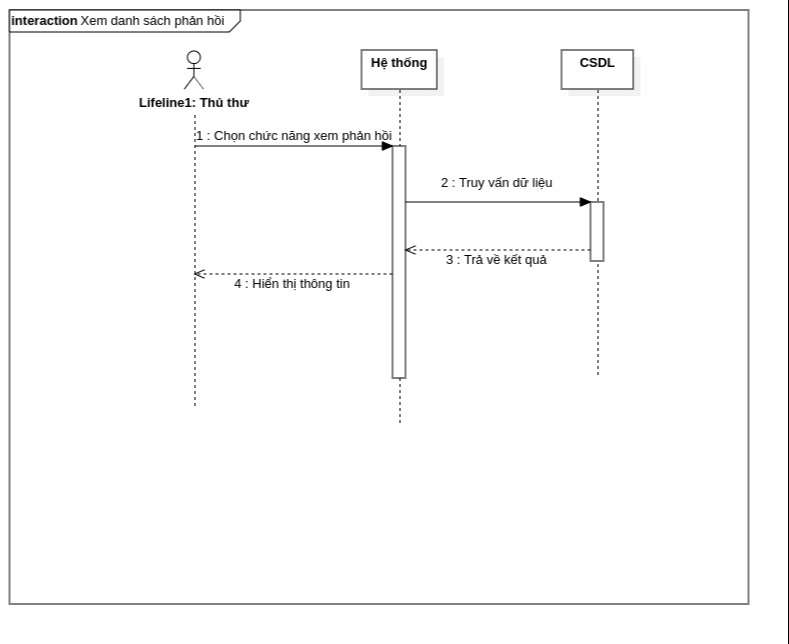 interaction Xem danh sách phản hồi
Hệ thống
CSDL
Lifeline1: Thủ thư
1 : Chọn chức năng xem phản hồi
2 : Truy vấn dữ liệu
3 : Trả về kết quả
4 : Hiển thị thông tin